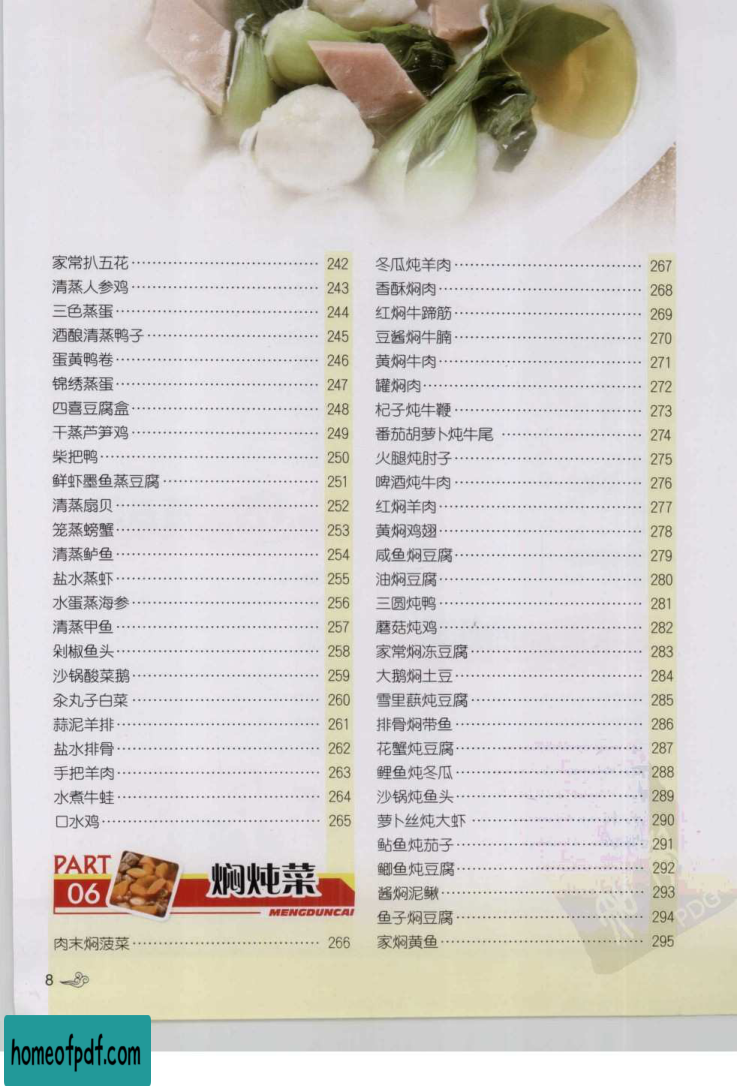 家常扒五花 242
清蒸人参鸡 243
三色蒸蛋 244
酒酿清蒸鸭子 245
蛋黄鸭卷 246
锦绣蒸蛋 247
四喜豆腐盒 248
干蒸芦笋鸡 249
柴把鸭 250
鲜虾墨鱼蒸豆腐 251
清蒸扇贝 252
笼蒸螃蟹 253
清蒸鲈鱼 254
盐水蒸虾 255
水蛋蒸海参 256
清蒸甲鱼 257
剁椒鱼头 258
沙锅酸菜鹅 259
汆丸子白菜 260
蒜泥羊排 261
盐水排骨 262
手把羊肉 263
水煮牛蛙 264
口水鸡 265
PART 06
焖炖菜
MENGDUNCAI
肉末焖菠菜 266
冬瓜炖羊肉 267
香酥焖肉 268
红焖牛蹄筋 269
豆酱焖牛腩 270
黄焖牛肉 271
罐焖肉 272
杞子炖牛鞭 273
番茄胡萝卜炖牛尾 274
火腿炖肘子 275
啤酒炖牛肉 276
红焖羊肉 277
黄焖鸡翅 278
咸鱼焖豆腐 279
油焖豆腐 280
三圆炖鸭 281
蘑菇炖鸡 282
家常焖冻豆腐 283
大鹅焖土豆 284
雪里蕻炖豆腐 285
排骨焖带鱼 286
花蟹炖豆腐 287
鲤鱼炖冬瓜 288
沙锅炖鱼头 289
萝卜丝炖大虾 290
鲇鱼炖茄子 291
鲫鱼炖豆腐 292
酱焖泥鳅 293
鱼子焖豆腐 294
家焖黄鱼 295
PDG
8
homeofpdf.com